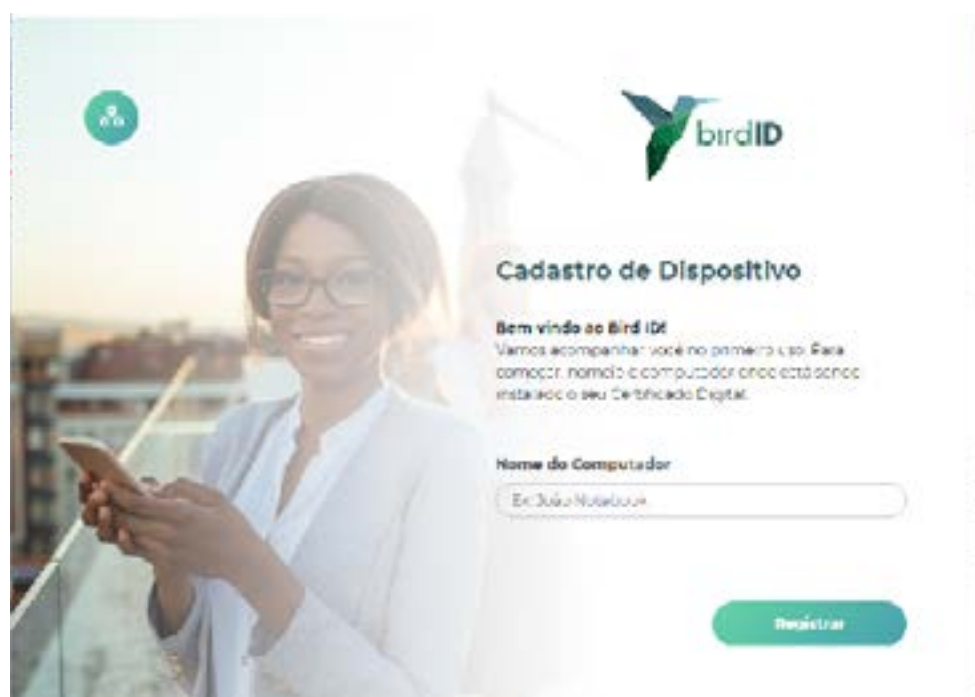 birdID
Cadastro de Dispositivo
Bem vindo ao Bird ID!
Vamos acompanhar você no primeiro uso. Para
começar, nomeie o computador onde está sendo
instalado o seu Certificado Digital.
Nome do Computador
Ex: João Notebook
Registrar